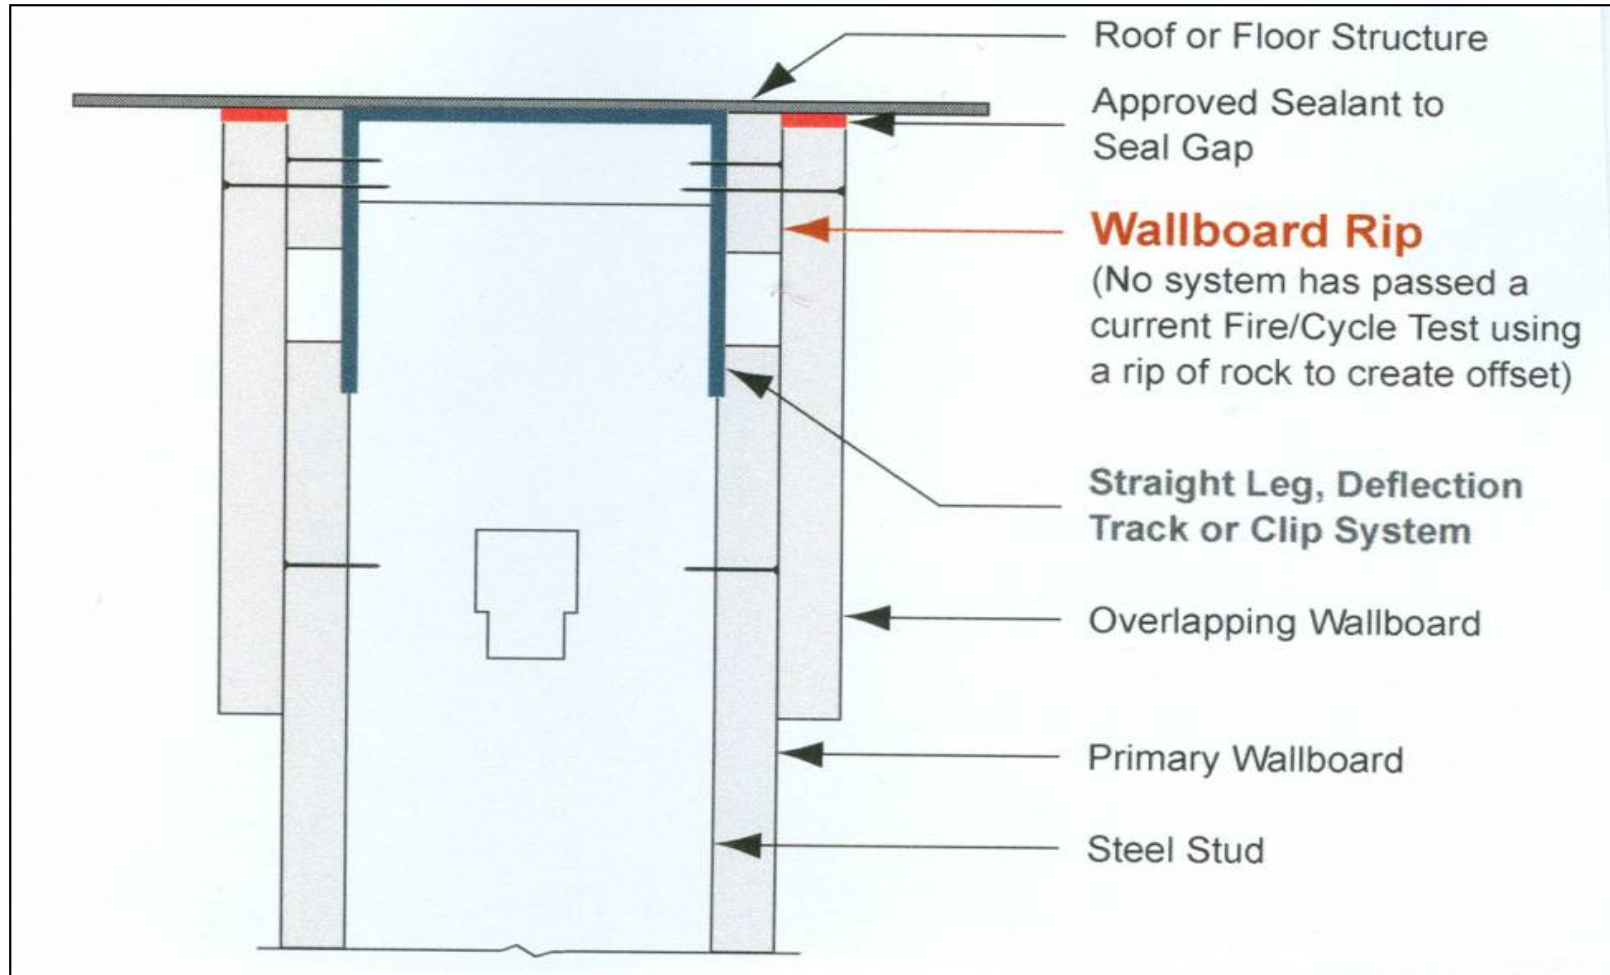 Roof or Floor Structure
Approved Sealant to
Seal Gap
Wallboard Rip
(No system has passed a
current Fire/Cycle Test using
a rip of rock to create offset)
Straight Leg, Deflection
Track or Clip System
Overlapping Wallboard
Primary Wallboard
Steel Stud